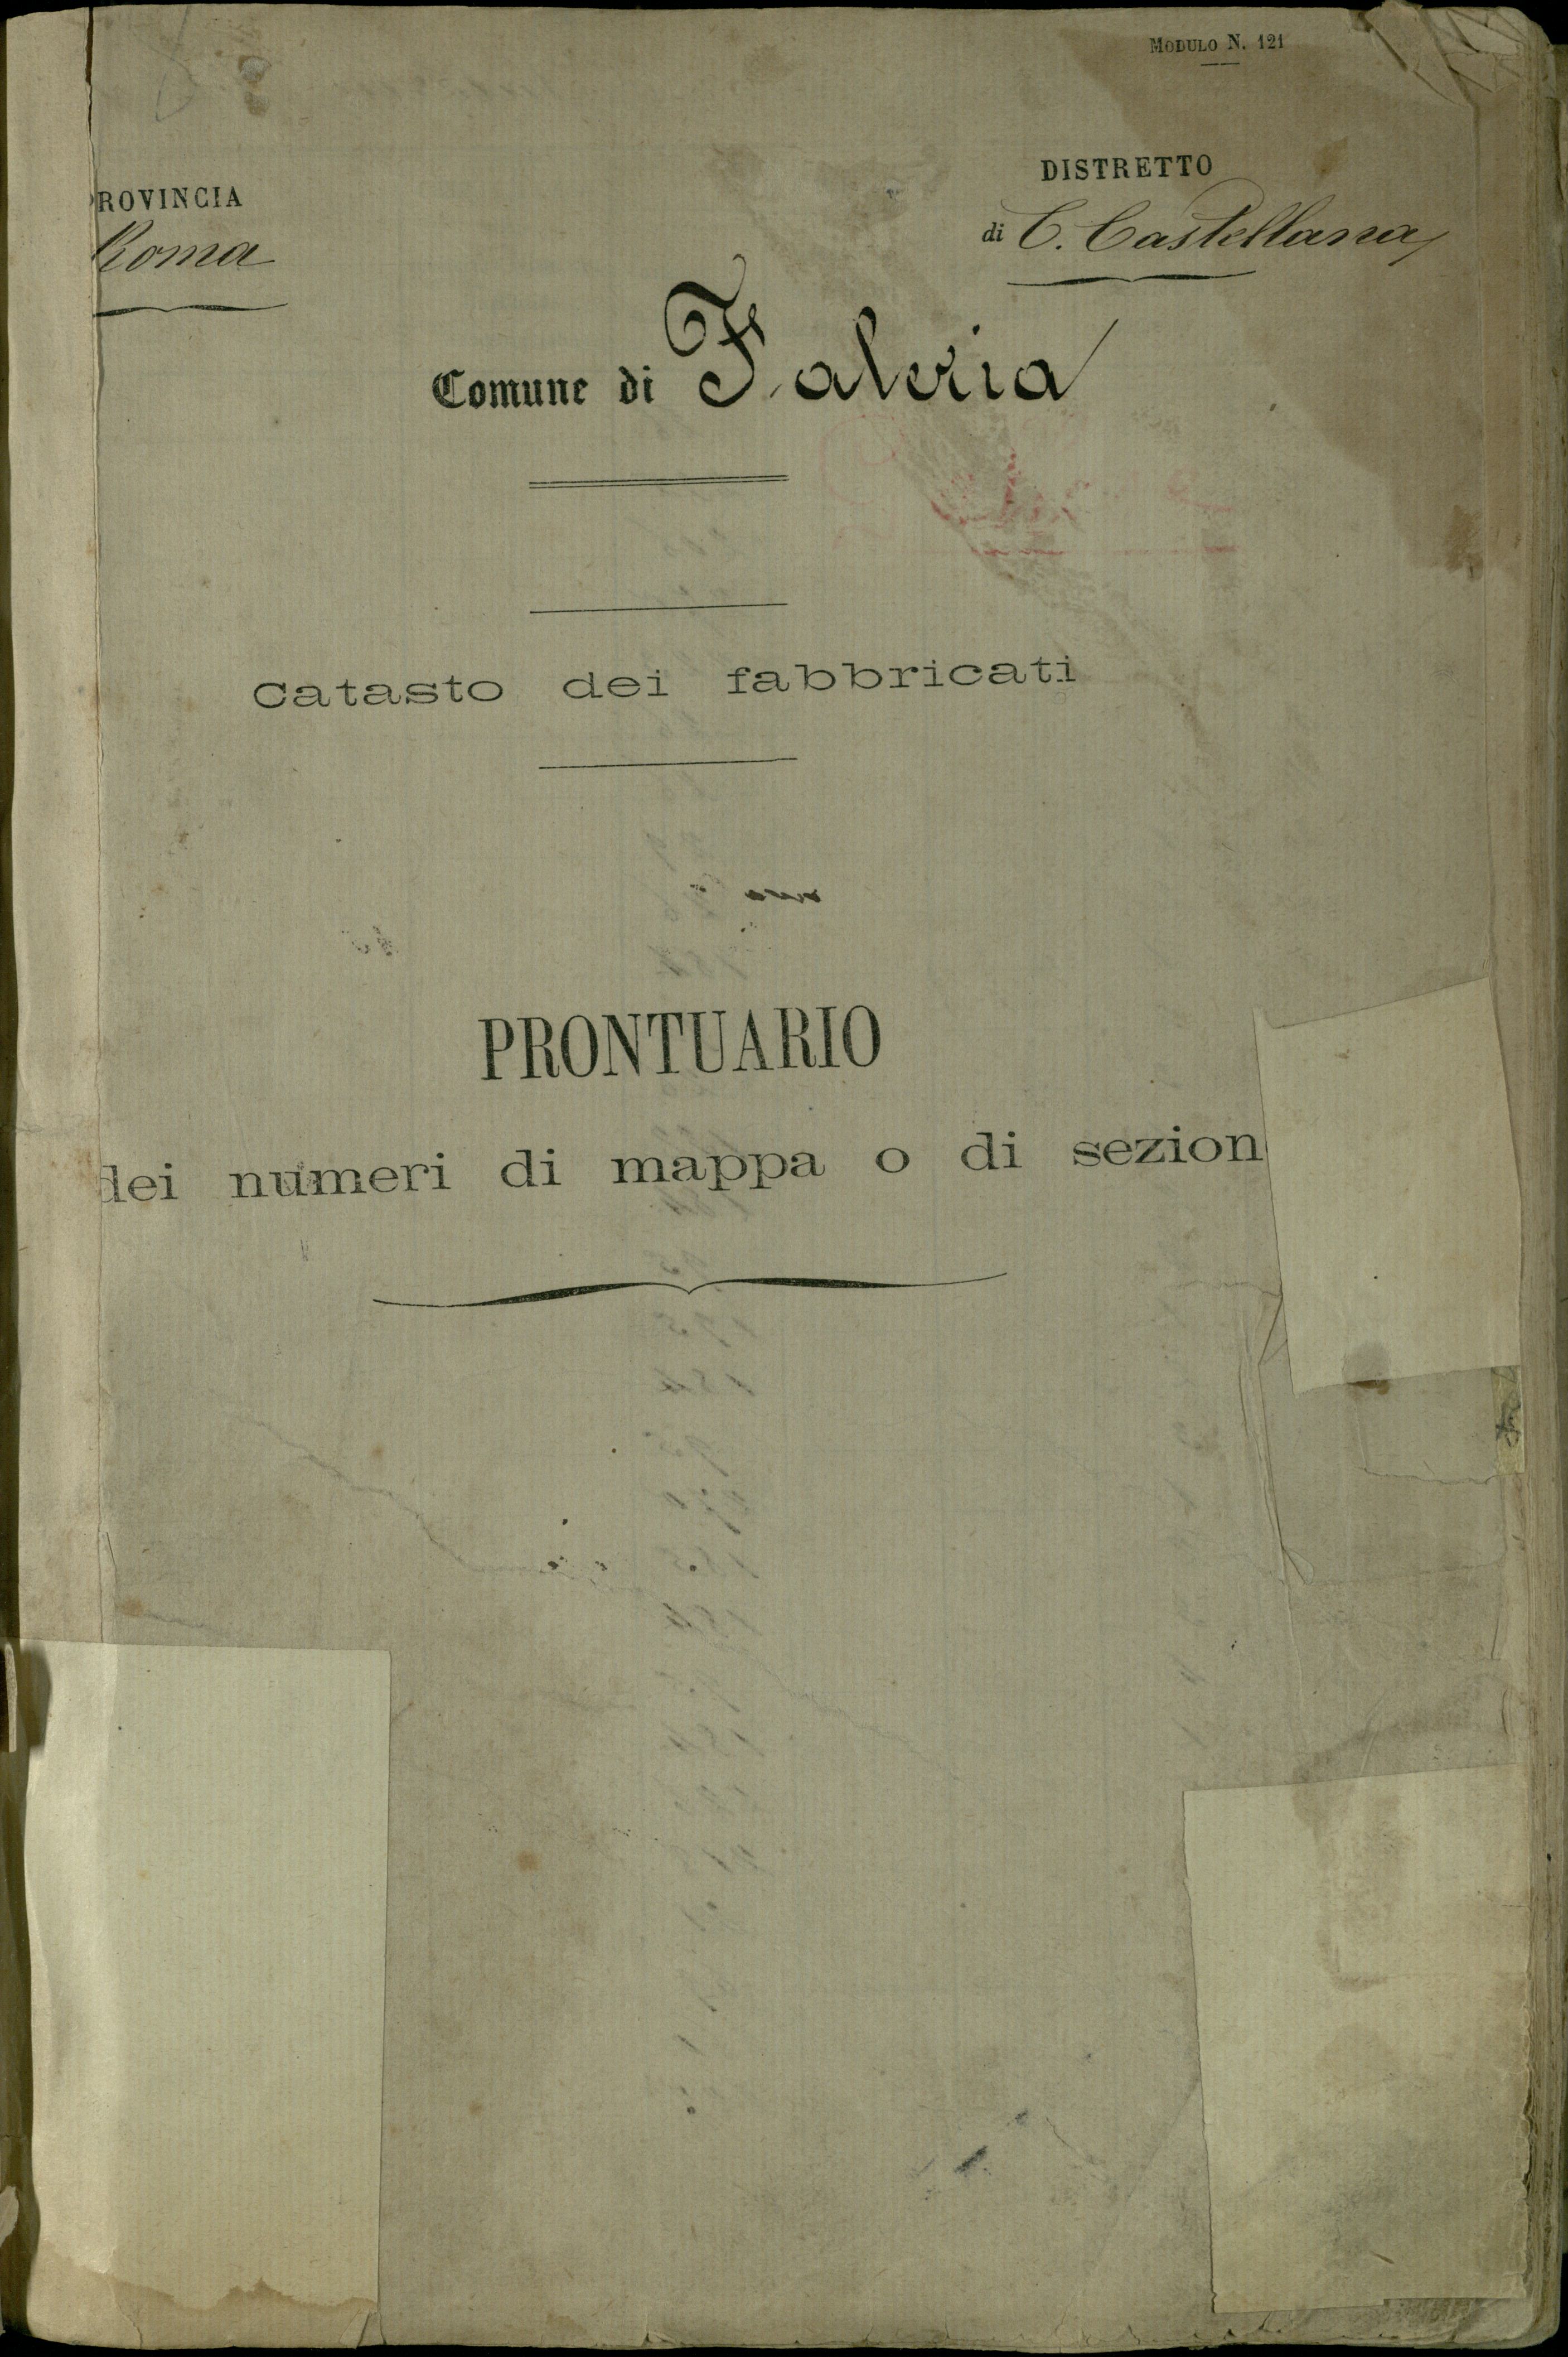 MODULO N. 121
PROVINCIA
Roma
DISTRETTO
di C. Castellana
Comune di Faleria
Catasto dei fabbricati
PRONTUARIO
dei numeri di mappa o di sezion